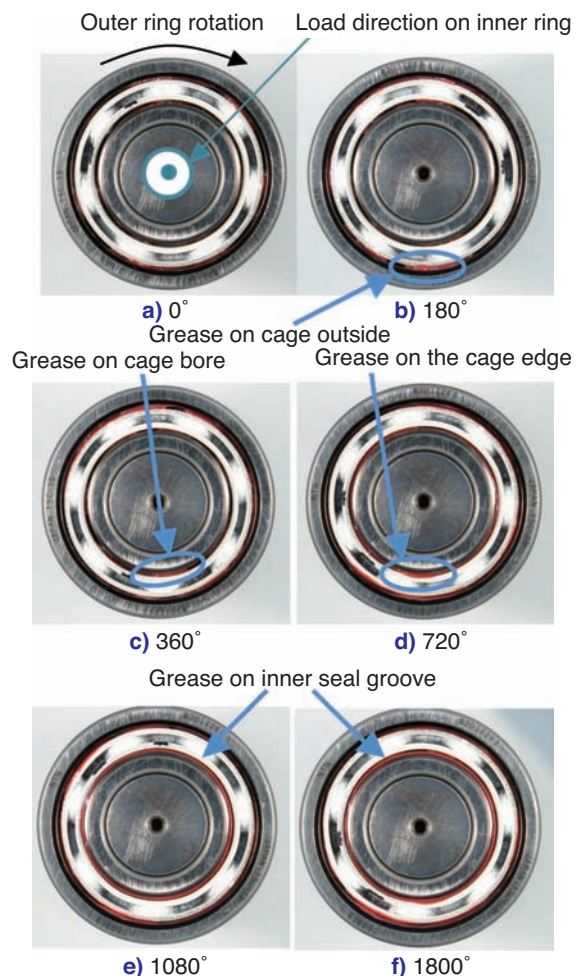 Outer ring rotation
Load direction on inner ring
a) 0°
b) 180°
Grease on cage outside
Grease on cage bore
Grease on the cage edge
c) 360°
d) 720°
Grease on inner seal groove
e) 1080°
f) 1800°